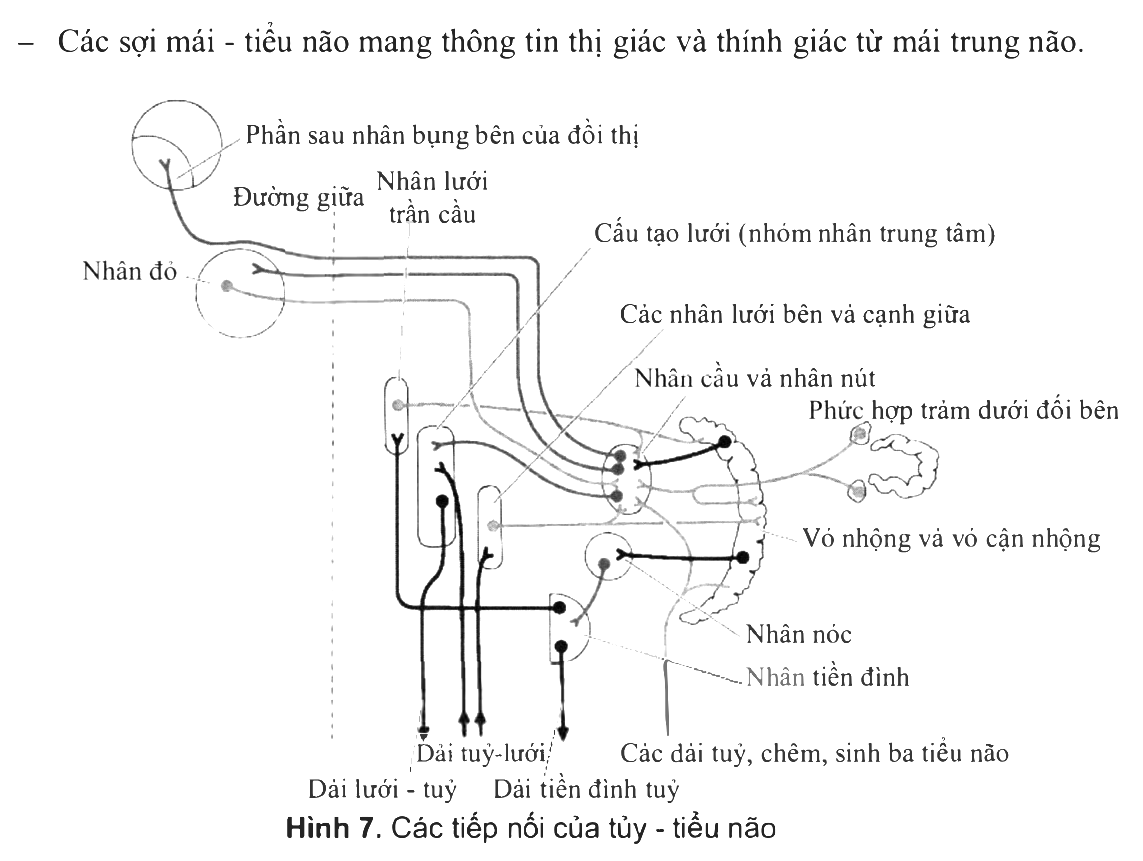 – Các sợi mái - tiểu não mang thông tin thị giác và thính giác từ mái trung não.
Phần sau nhân bụng bên của đồi thị
Nhân lưới
trần cầu
Đường giữa
Cấu tạo lưới (nhóm nhân trung tâm)
Nhân đỏ
Các nhân lưới bên và cạnh giữa
Nhân cầu và nhân nút
Phức hợp trám dưới đối bên
Vỏ nhộng và vỏ cận nhộng
Nhân nóc
Nhân tiền đình
Dải tuỷ-lưới
Các dải tuỷ, chêm, sinh ba tiểu não
Dải lưới - tuỷ
Dải tiền đình tuỷ
Hình 7. Các tiếp nối của tủy - tiểu não